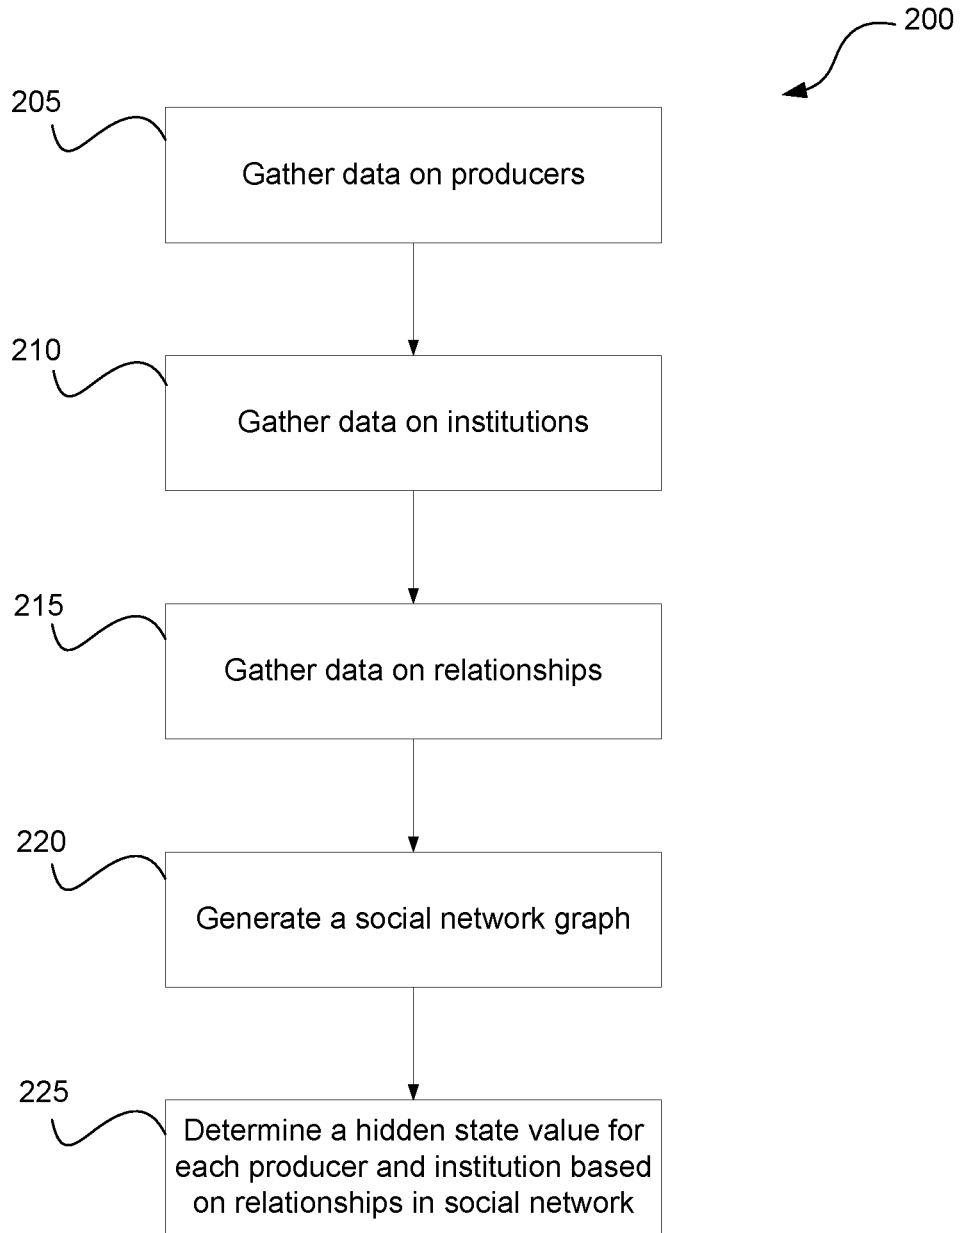 200
205
Gather data on producers
210
Gather data on institutions
215
Gather data on relationships
220
Generate a social network graph
225
Determine a hidden state value for
each producer and institution based
on relationships in social network